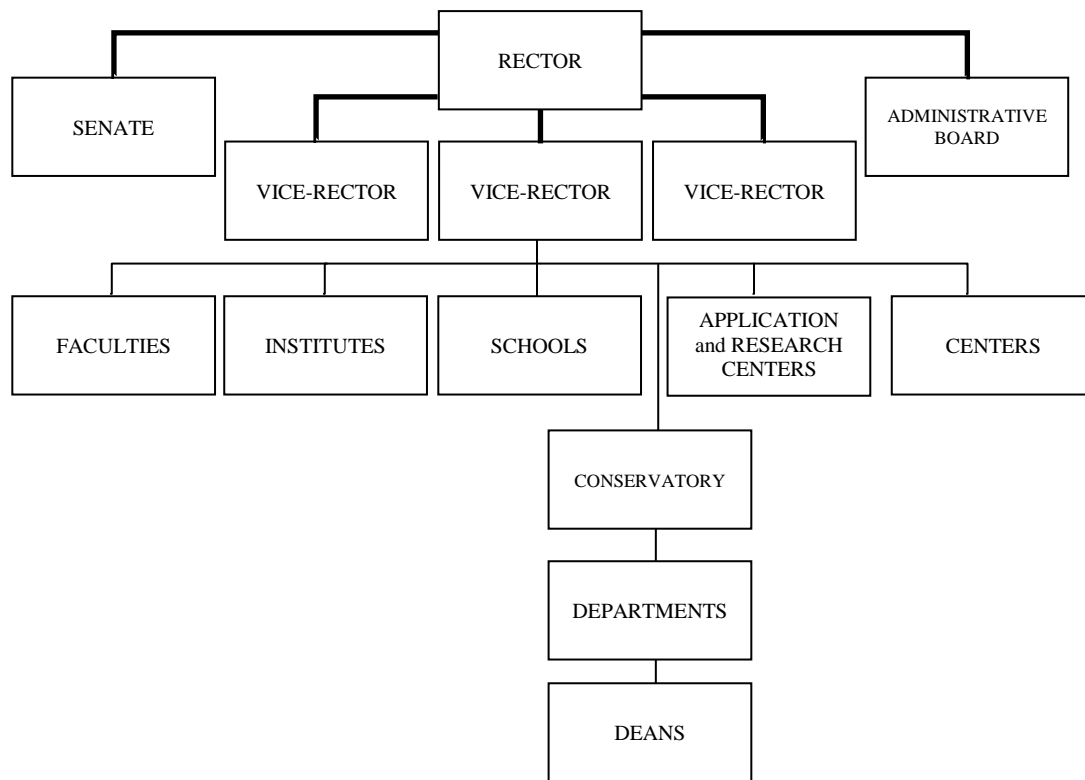 RECTOR
SENATE
ADMINISTRATIVE
BOARD
VICE-RECTOR
VICE-RECTOR
VICE-RECTOR
FACULTIES
INSTITUTES
SCHOOLS
APPLICATION
and RESEARCH
CENTERS
CENTERS
CONSERVATORY
DEPARTMENTS
DEANS